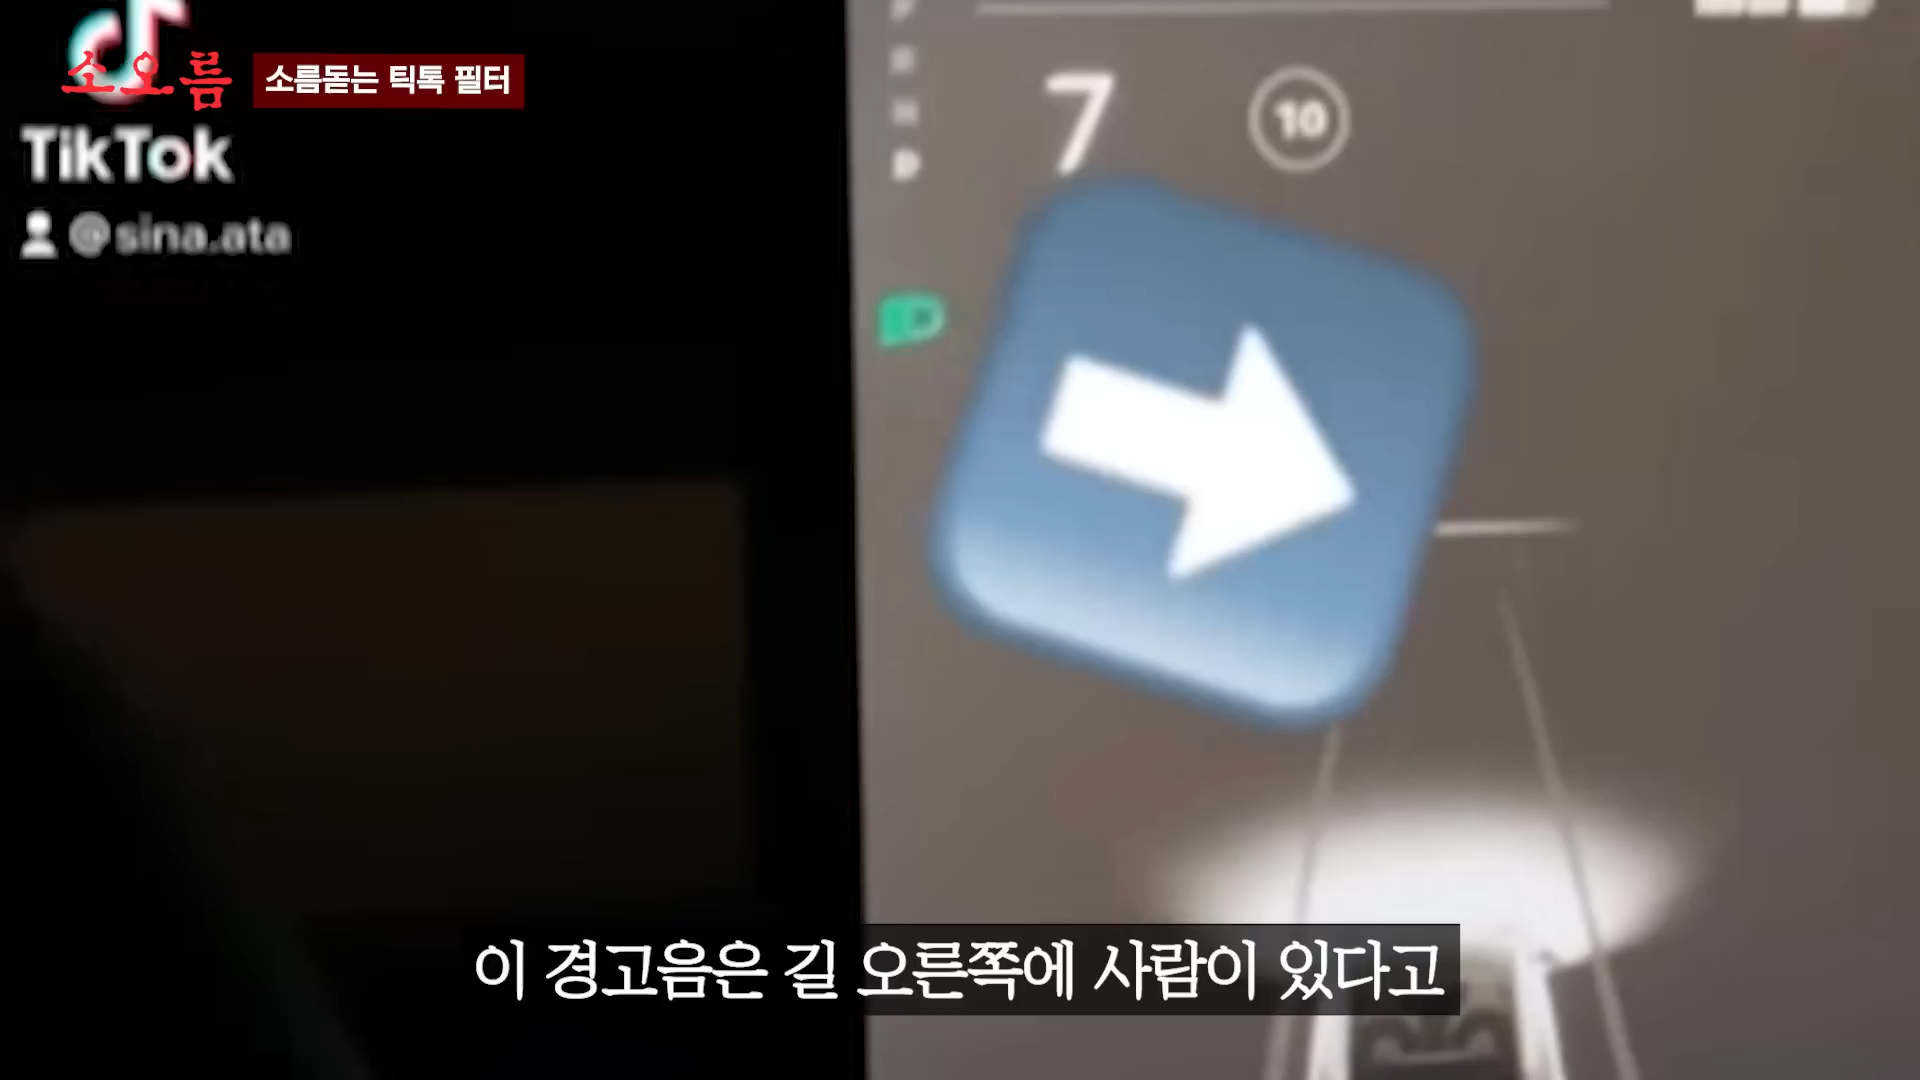 소오름
소름돋는 틱톡 필터
TikTok
@sina.ata
P
R
N
D
7
10
이 경고음은 길 오른쪽에 사람이 있다고